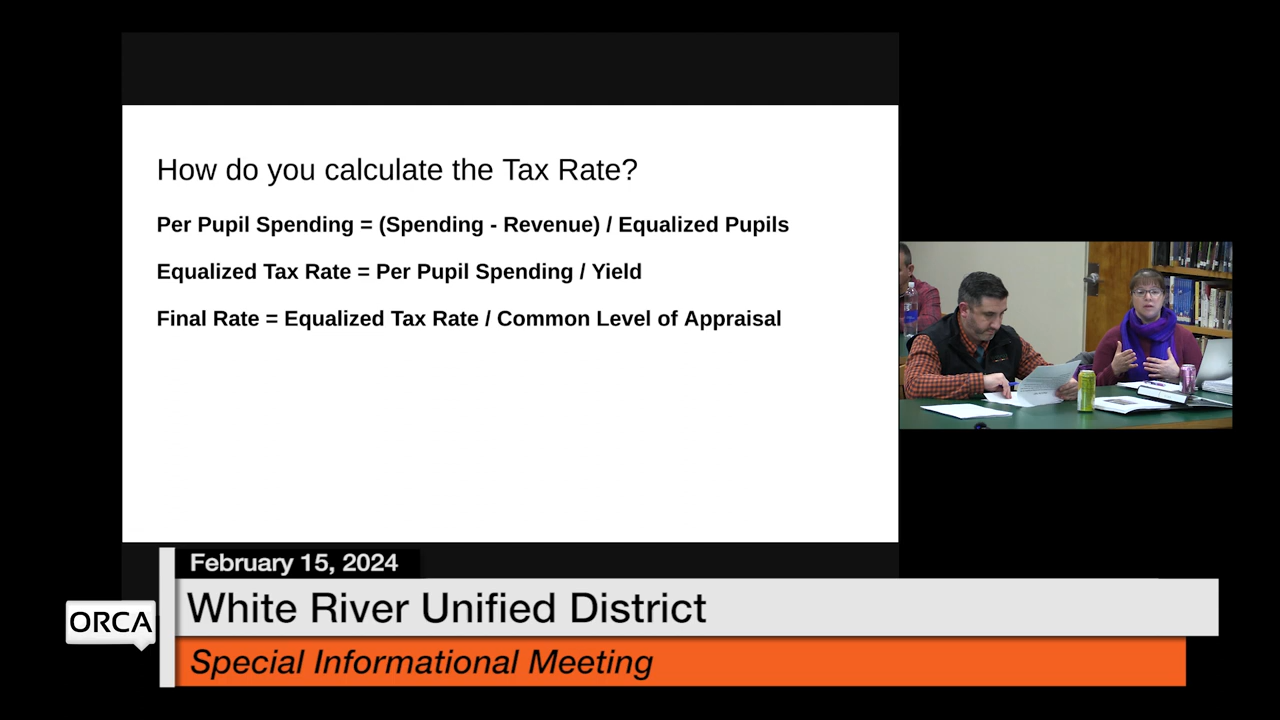 How do you calculate the Tax Rate?
Per Pupil Spending = (Spending - Revenue) / Equalized Pupils
Equalized Tax Rate = Per Pupil Spending / Yield
Final Rate = Equalized Tax Rate / Common Level of Appraisal
February 15, 2024
White River Unified District
ORCA
Special Informational Meeting